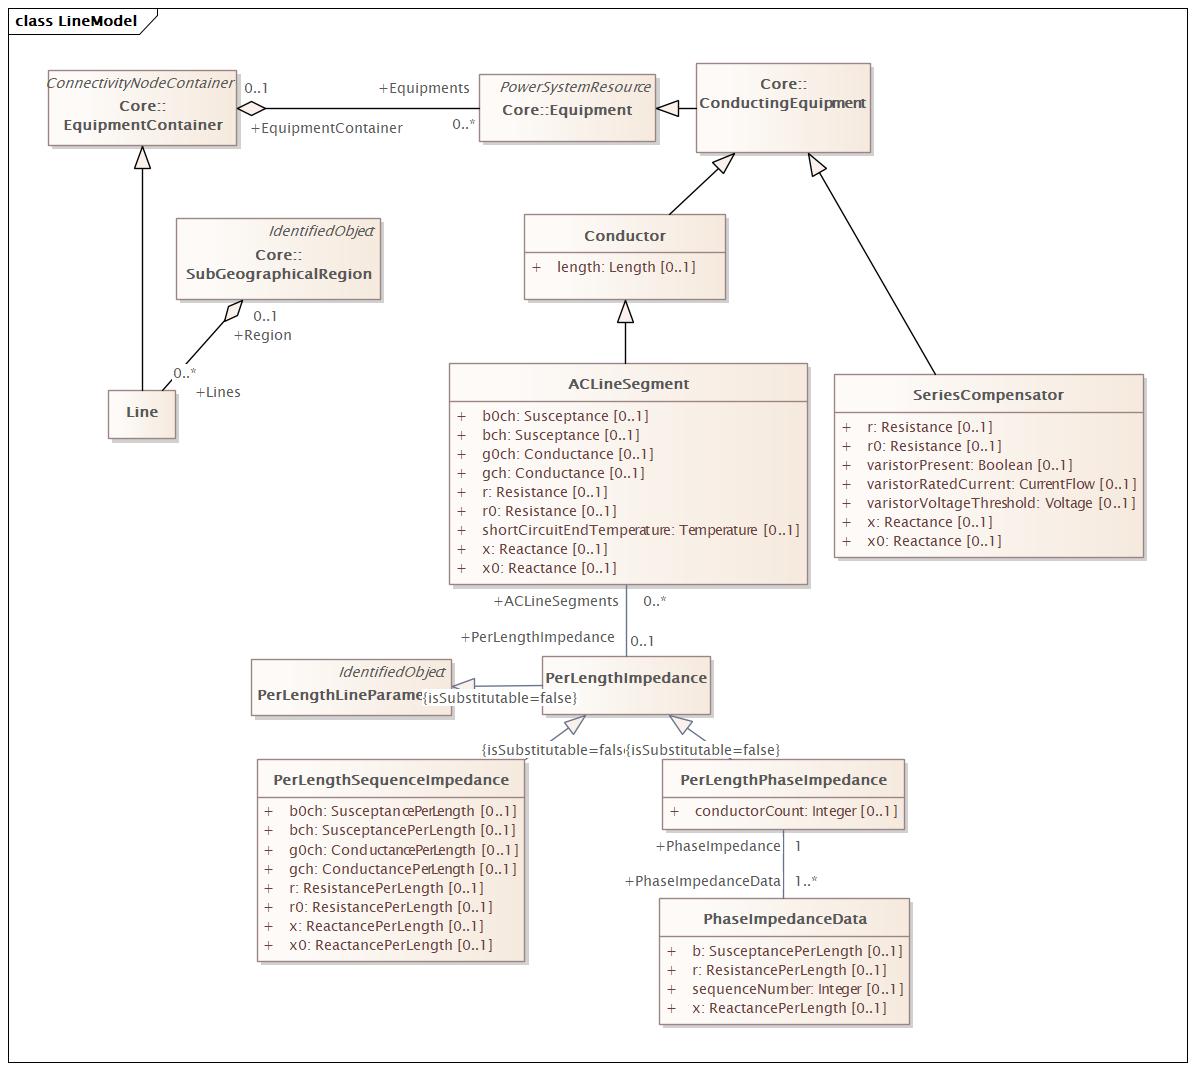 class LineModel
ConnectivityNodeContainer
Core::
EquipmentContainer
0..1
+EquipmentContainer
+Equipments
0..*
PowerSystemResource
Core::Equipment
Core::
ConductingEquipment
IdentifiedObject
Core::
SubGeographicalRegion
0..1
+Region
0..*
+Lines
Line
Conductor
+ length: Length [0..1]
ACLineSegment
+ b0ch: Susceptance [0..1]
+ bch: Susceptance [0..1]
+ g0ch: Conductance [0..1]
+ gch: Conductance [0..1]
+ r: Resistance [0..1]
+ r0: Resistance [0..1]
+ shortCircuitEndTemperature: Temperature [0..1]
+ x: Reactance [0..1]
+ x0: Reactance [0..1]
SeriesCompensator
+ r: Resistance [0..1]
+ r0: Resistance [0..1]
+ varistorPresent: Boolean [0..1]
+ varistorRatedCurrent: CurrentFlow [0..1]
+ varistorVoltageThreshold: Voltage [0..1]
+ x: Reactance [0..1]
+ x0: Reactance [0..1]
+ACLineSegments 0..*
+PerLengthImpedance 0..1
IdentifiedObject
PerLengthLineParame
{isSubstitutable=false}
PerLengthImpedance
{isSubstitutable=fals
{isSubstitutable=false}
PerLengthSequenceImpedance
+ b0ch: SusceptancePerLength [0..1]
+ bch: SusceptancePerLength [0..1]
+ g0ch: ConductancePerLength [0..1]
+ gch: ConductancePerLength [0..1]
+ r: ResistancePerLength [0..1]
+ r0: ResistancePerLength [0..1]
+ x: ReactancePerLength [0..1]
+ x0: ReactancePerLength [0..1]
PerLengthPhaseImpedance
+ conductorCount: Integer [0..1]
+PhaseImpedance 1
+PhaseImpedanceData 1..*
PhaseImpedanceData
+ b: SusceptancePerLength [0..1]
+ r: ResistancePerLength [0..1]
+ sequenceNumber: Integer [0..1]
+ x: ReactancePerLength [0..1]